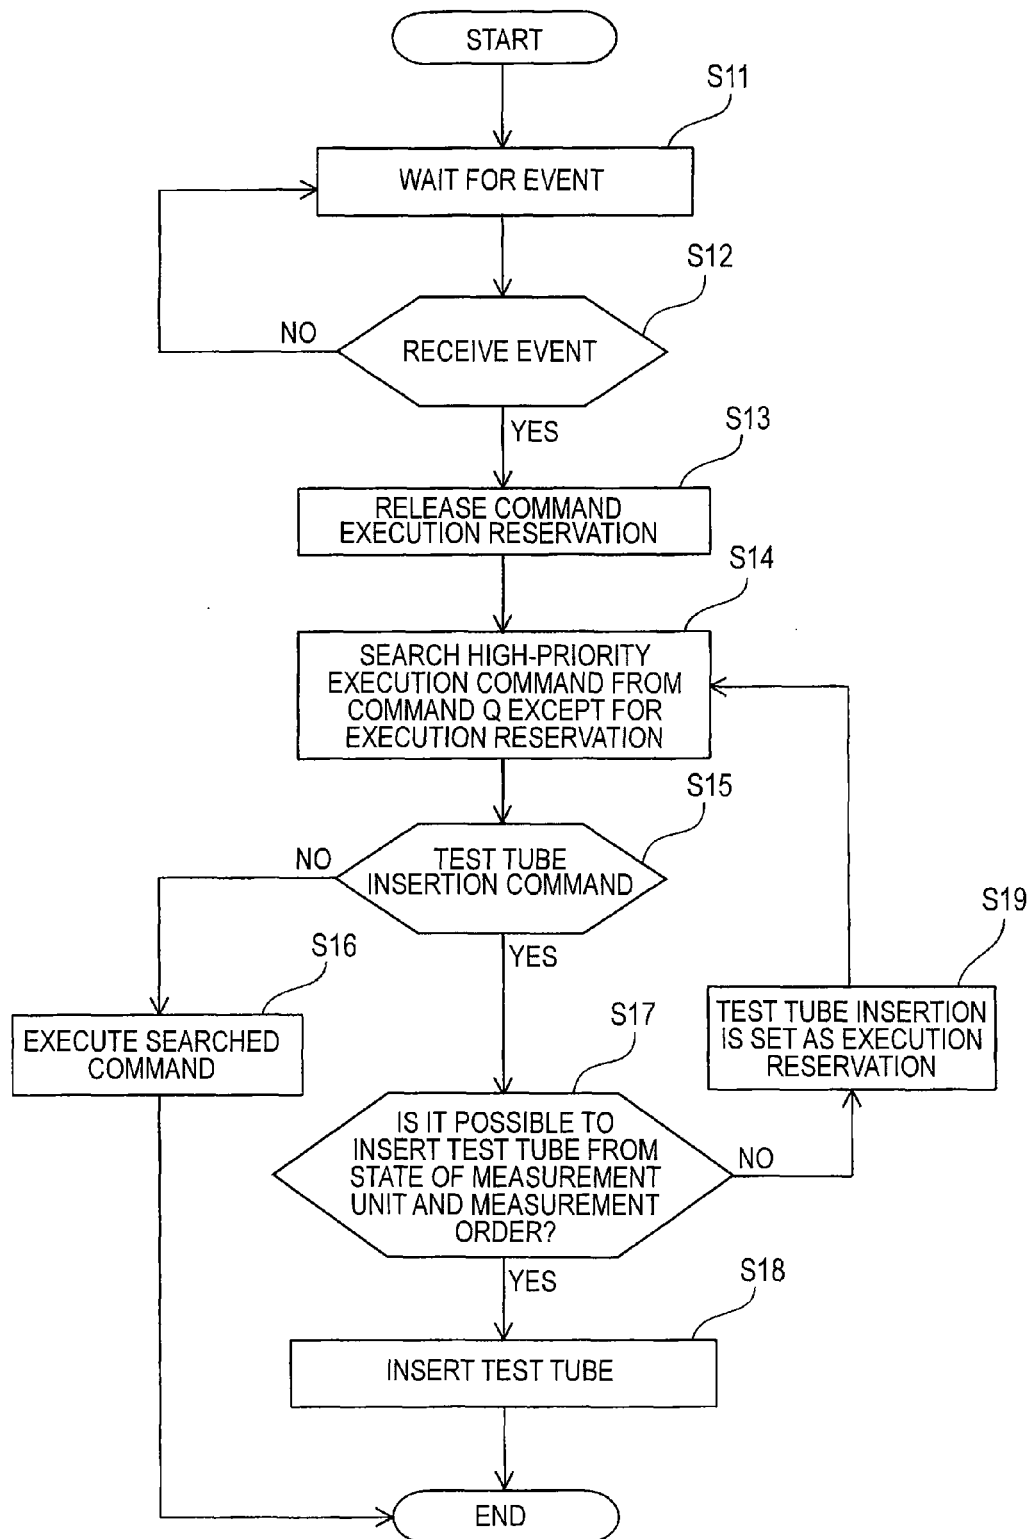 START
S11
WAIT FOR EVENT
S12
NO
RECEIVE EVENT
YES
S13
RELEASE COMMAND
EXECUTION RESERVATION
S14
SEARCH HIGH-PRIORITY
EXECUTION COMMAND FROM
COMMAND Q EXCEPT FOR
EXECUTION RESERVATION
S15
NO
TEST TUBE
INSERTION COMMAND
YES
S16
EXECUTE SEARCHED
COMMAND
S17
IS IT POSSIBLE TO
INSERT TEST TUBE FROM
STATE OF MEASUREMENT
UNIT AND MEASUREMENT
ORDER?
NO
S19
TEST TUBE INSERTION
IS SET AS EXECUTION
RESERVATION
YES
S18
INSERT TEST TUBE
END